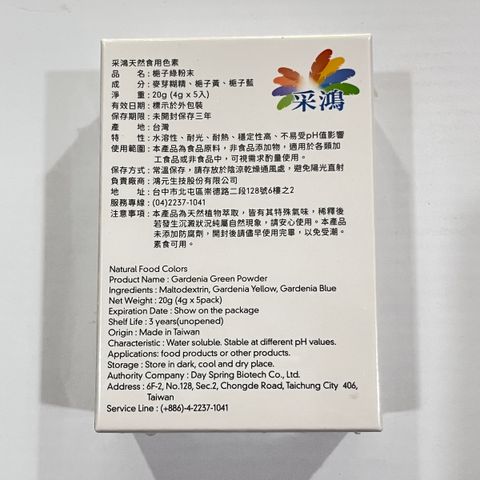 采鴻天然食用色素
品　　名：梔子綠粉末
成　　分：麥芽糊精、梔子黃、梔子藍
淨　　重：20g (4g x 5入)
有效日期：標示於外包裝
保存期限：未開封保存三年
產　　地：台灣
特　　性：水溶性、耐光、耐熱、穩定性高、不易受pH值影響
使用範圍：本產品為食品原料，非食品添加物，適用於各類加
工食品或非食品中，可視需求酌量使用。
保存方式：常溫保存，請存放於陰涼乾燥通風處，避免陽光直射
負責廠商：鴻元生技股份有限公司
地　　址：台中市北屯區崇德路二段128號6樓之2
服務專線：(04)2237-1041
注意事項：本產品為天然植物萃取，皆有其特殊氣味，稀釋後
若發生沉澱狀況純屬自然現象，請安心使用。本產品
未添加防腐劑，開封後請儘早使用完畢，以免受潮。
素食可用。
采鴻
Natural Food Colors
Product Name : Gardenia Green Powder
Ingredients : Maltodextrin, Gardenia Yellow, Gardenia Blue
Net Weight : 20g (4g x 5pack)
Expiration Date : Show on the package
Shelf Life : 3 years(unopened)
Origin : Made in Taiwan
Characteristic : Water soluble. Stable at different pH values.
Applications: food products or other products.
Storage : Store in dark, cool and dry place.
Authority Company : Day Spring Biotech Co., Ltd.
Address : 6F-2, No.128, Sec.2, Chongde Road, Taichung City 406,
Taiwan
Service Line : (+886)-4-2237-1041